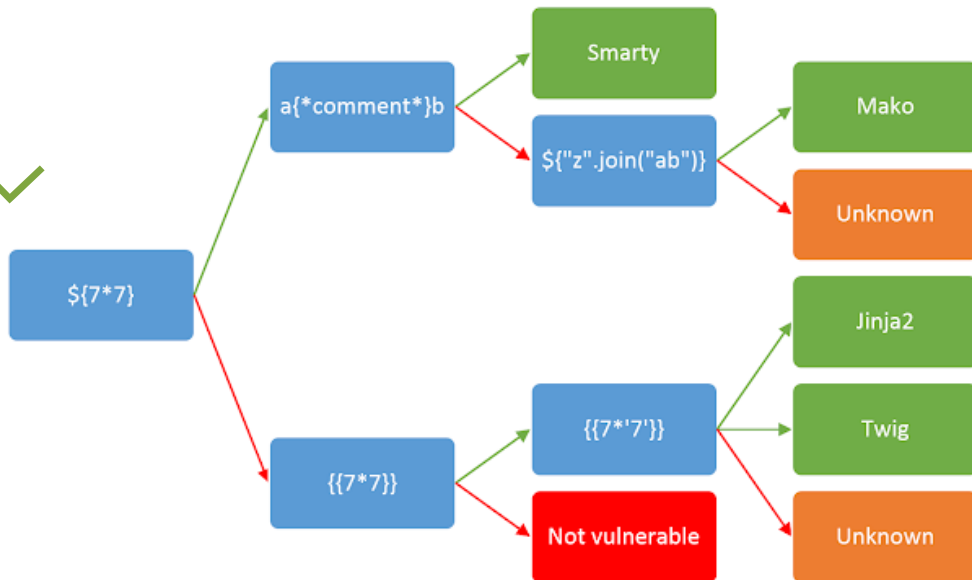 Smarty
a{*comment*}b
Mako
${"z".join("ab")}
Unknown
${7*7}
Jinja2
{{7*'7'}}
Twig
{{7*7}}
Not vulnerable
Unknown